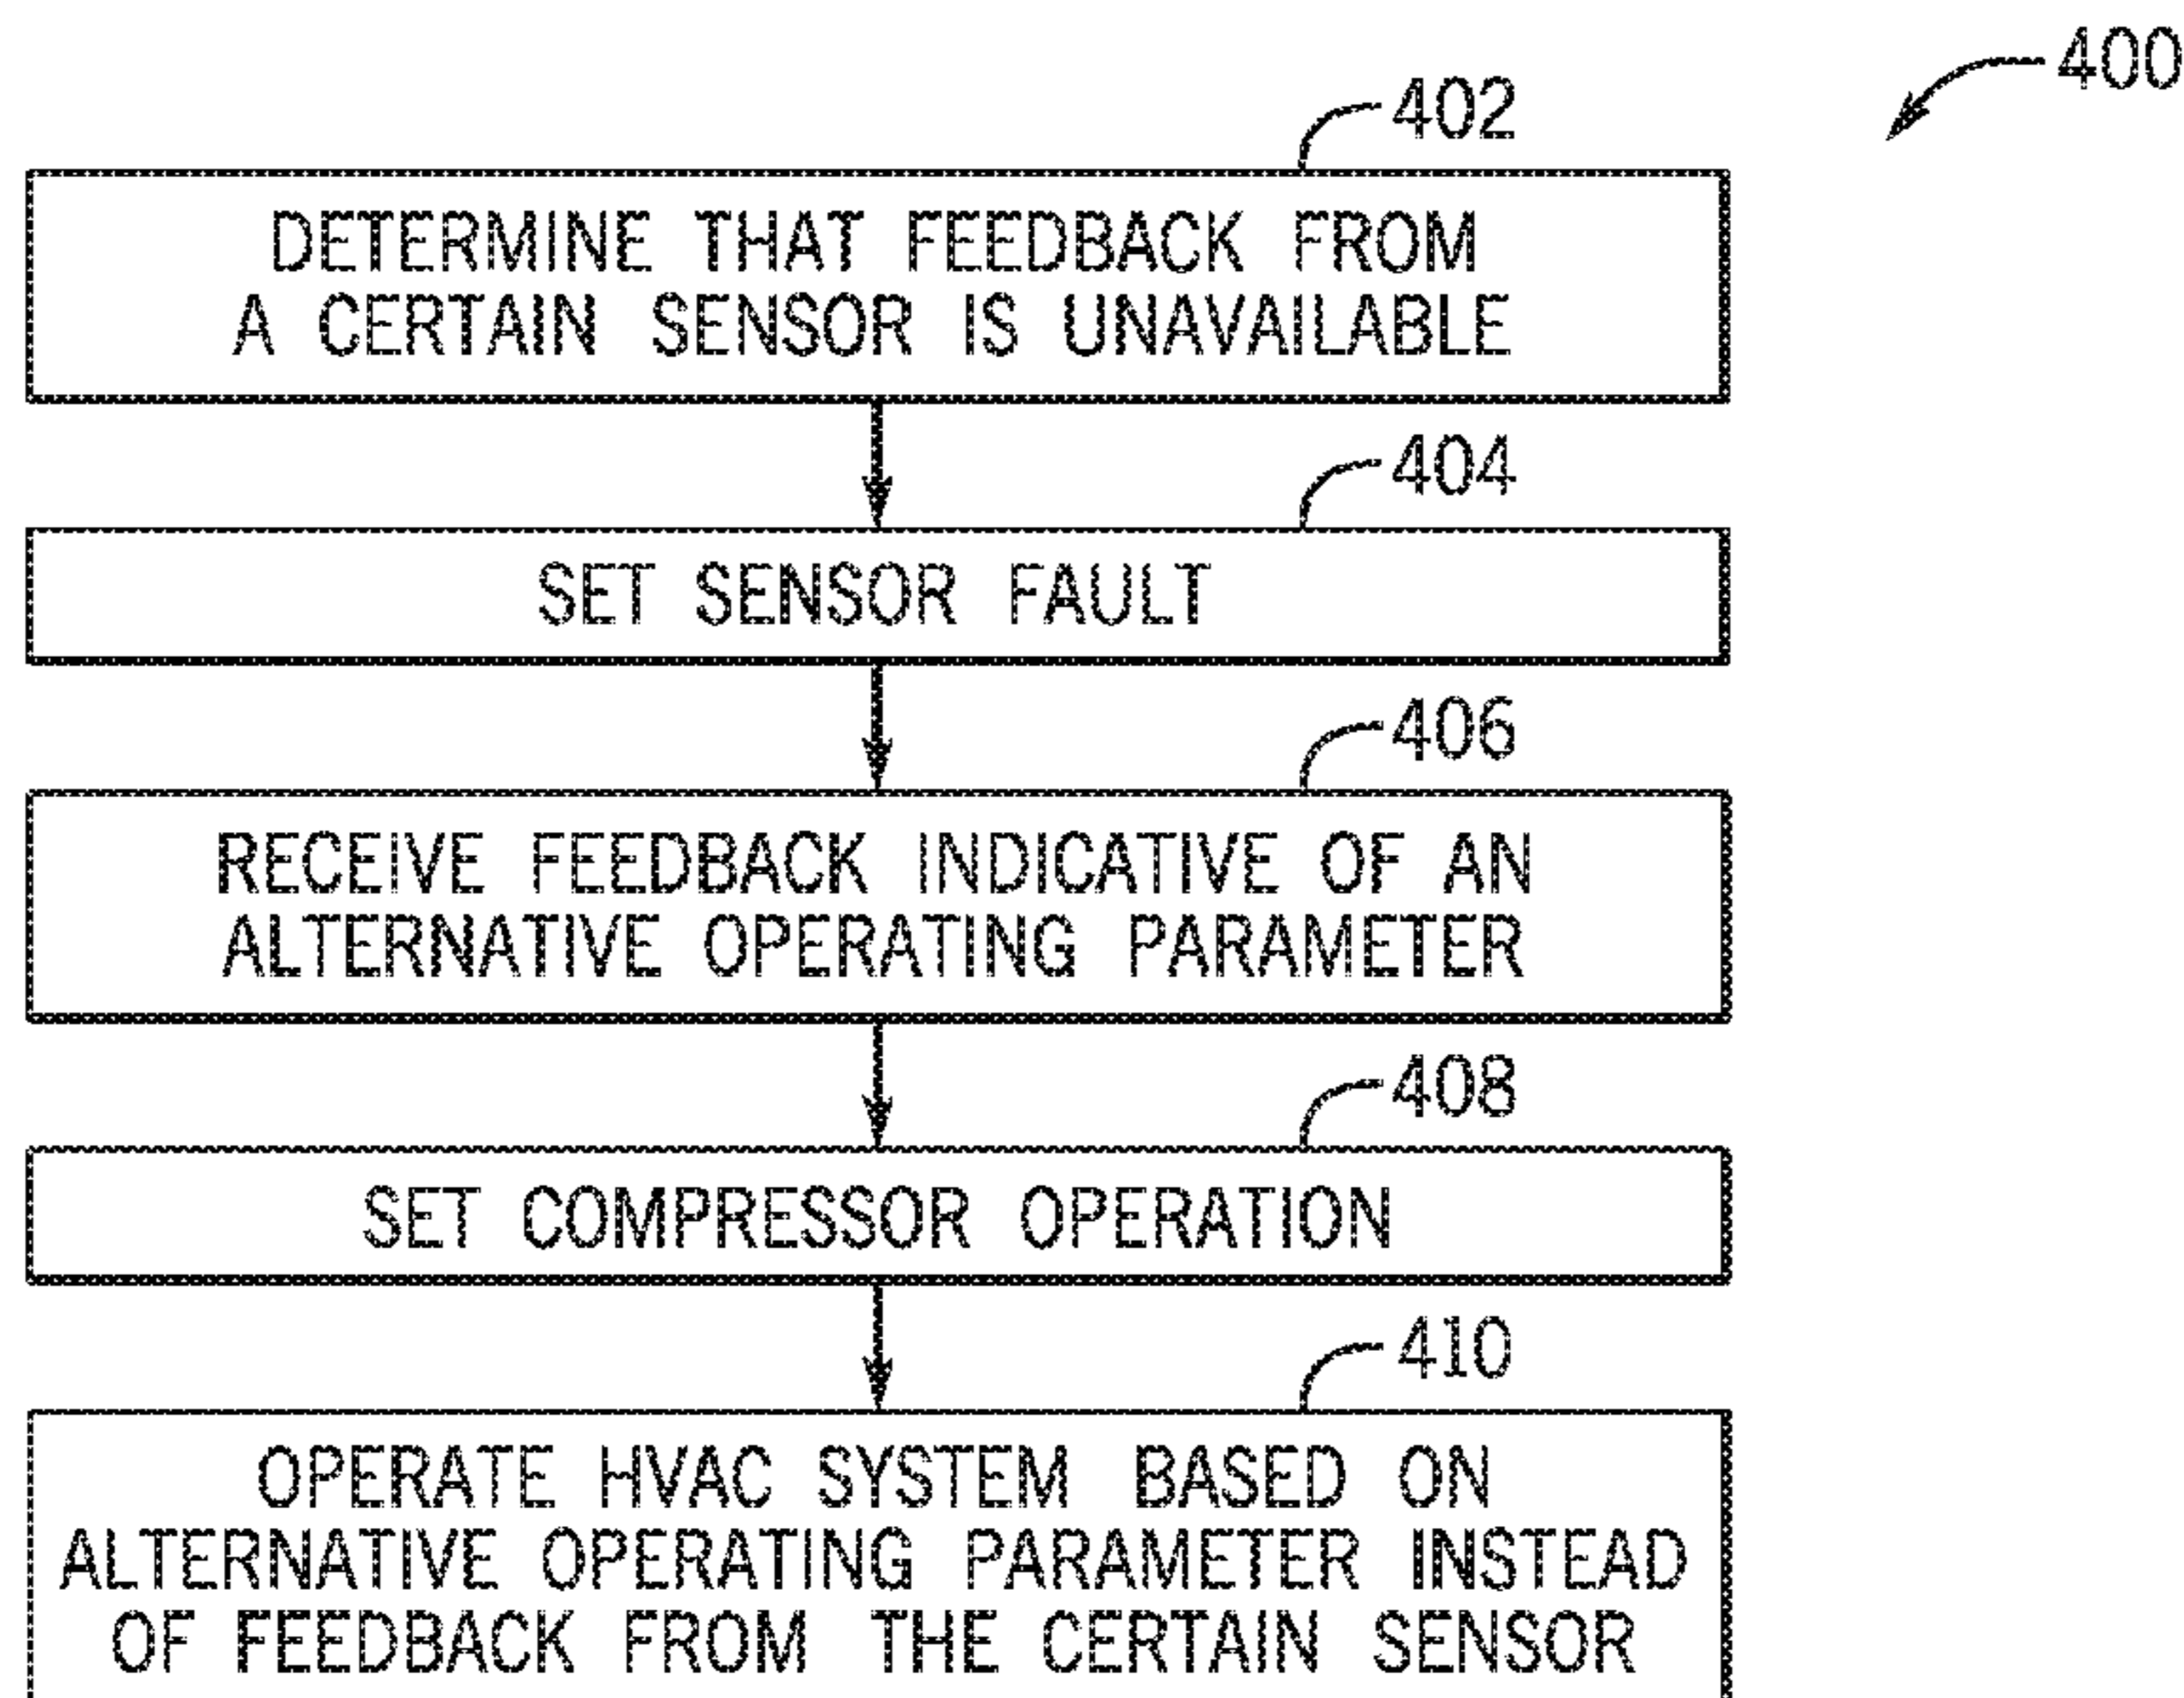 400
402
DETERMINE THAT FEEDBACK FROM
A CERTAIN SENSOR IS UNAVAILABLE
404
SET SENSOR FAULT
406
RECEIVE FEEDBACK INDICATIVE OF AN
ALTERNATIVE OPERATING PARAMETER
408
SET COMPRESSOR OPERATION
410
OPERATE HVAC SYSTEM BASED ON
ALTERNATIVE OPERATING PARAMETER INSTEAD
OF FEEDBACK FROM THE CERTAIN SENSOR